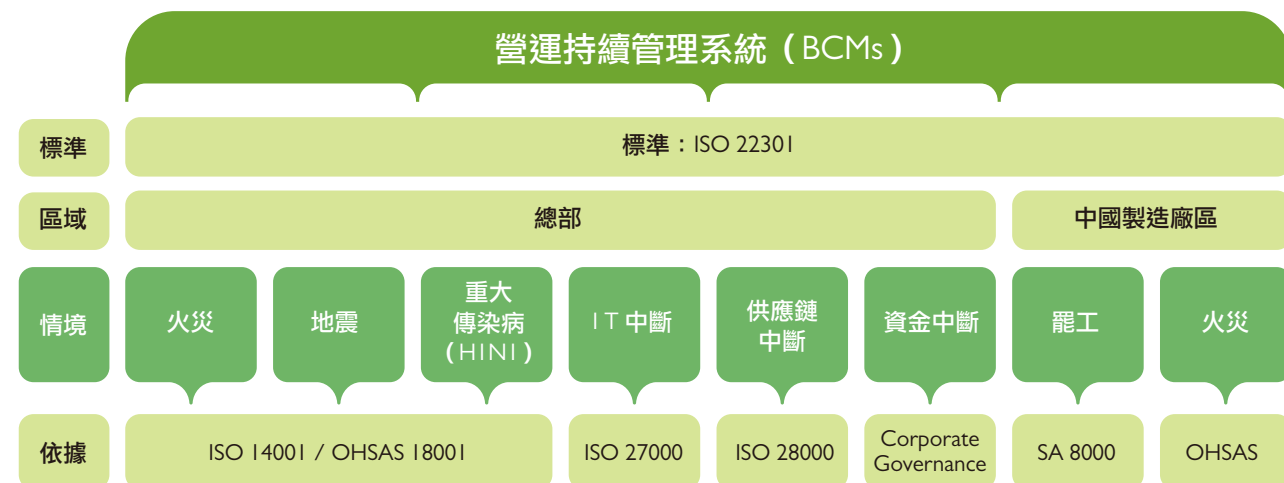 營運持續管理系統（BCMs）
標準
標準：ISO 22301
區域
總部
中國製造廠區
情境
火災
地震
重大
傳染病
（H1N1）
IT 中斷
供應鏈
中斷
資金中斷
罷工
火災
依據
ISO 14001 / OHSAS 18001
ISO 27000
ISO 28000
Corporate
Governance
SA 8000
OHSAS